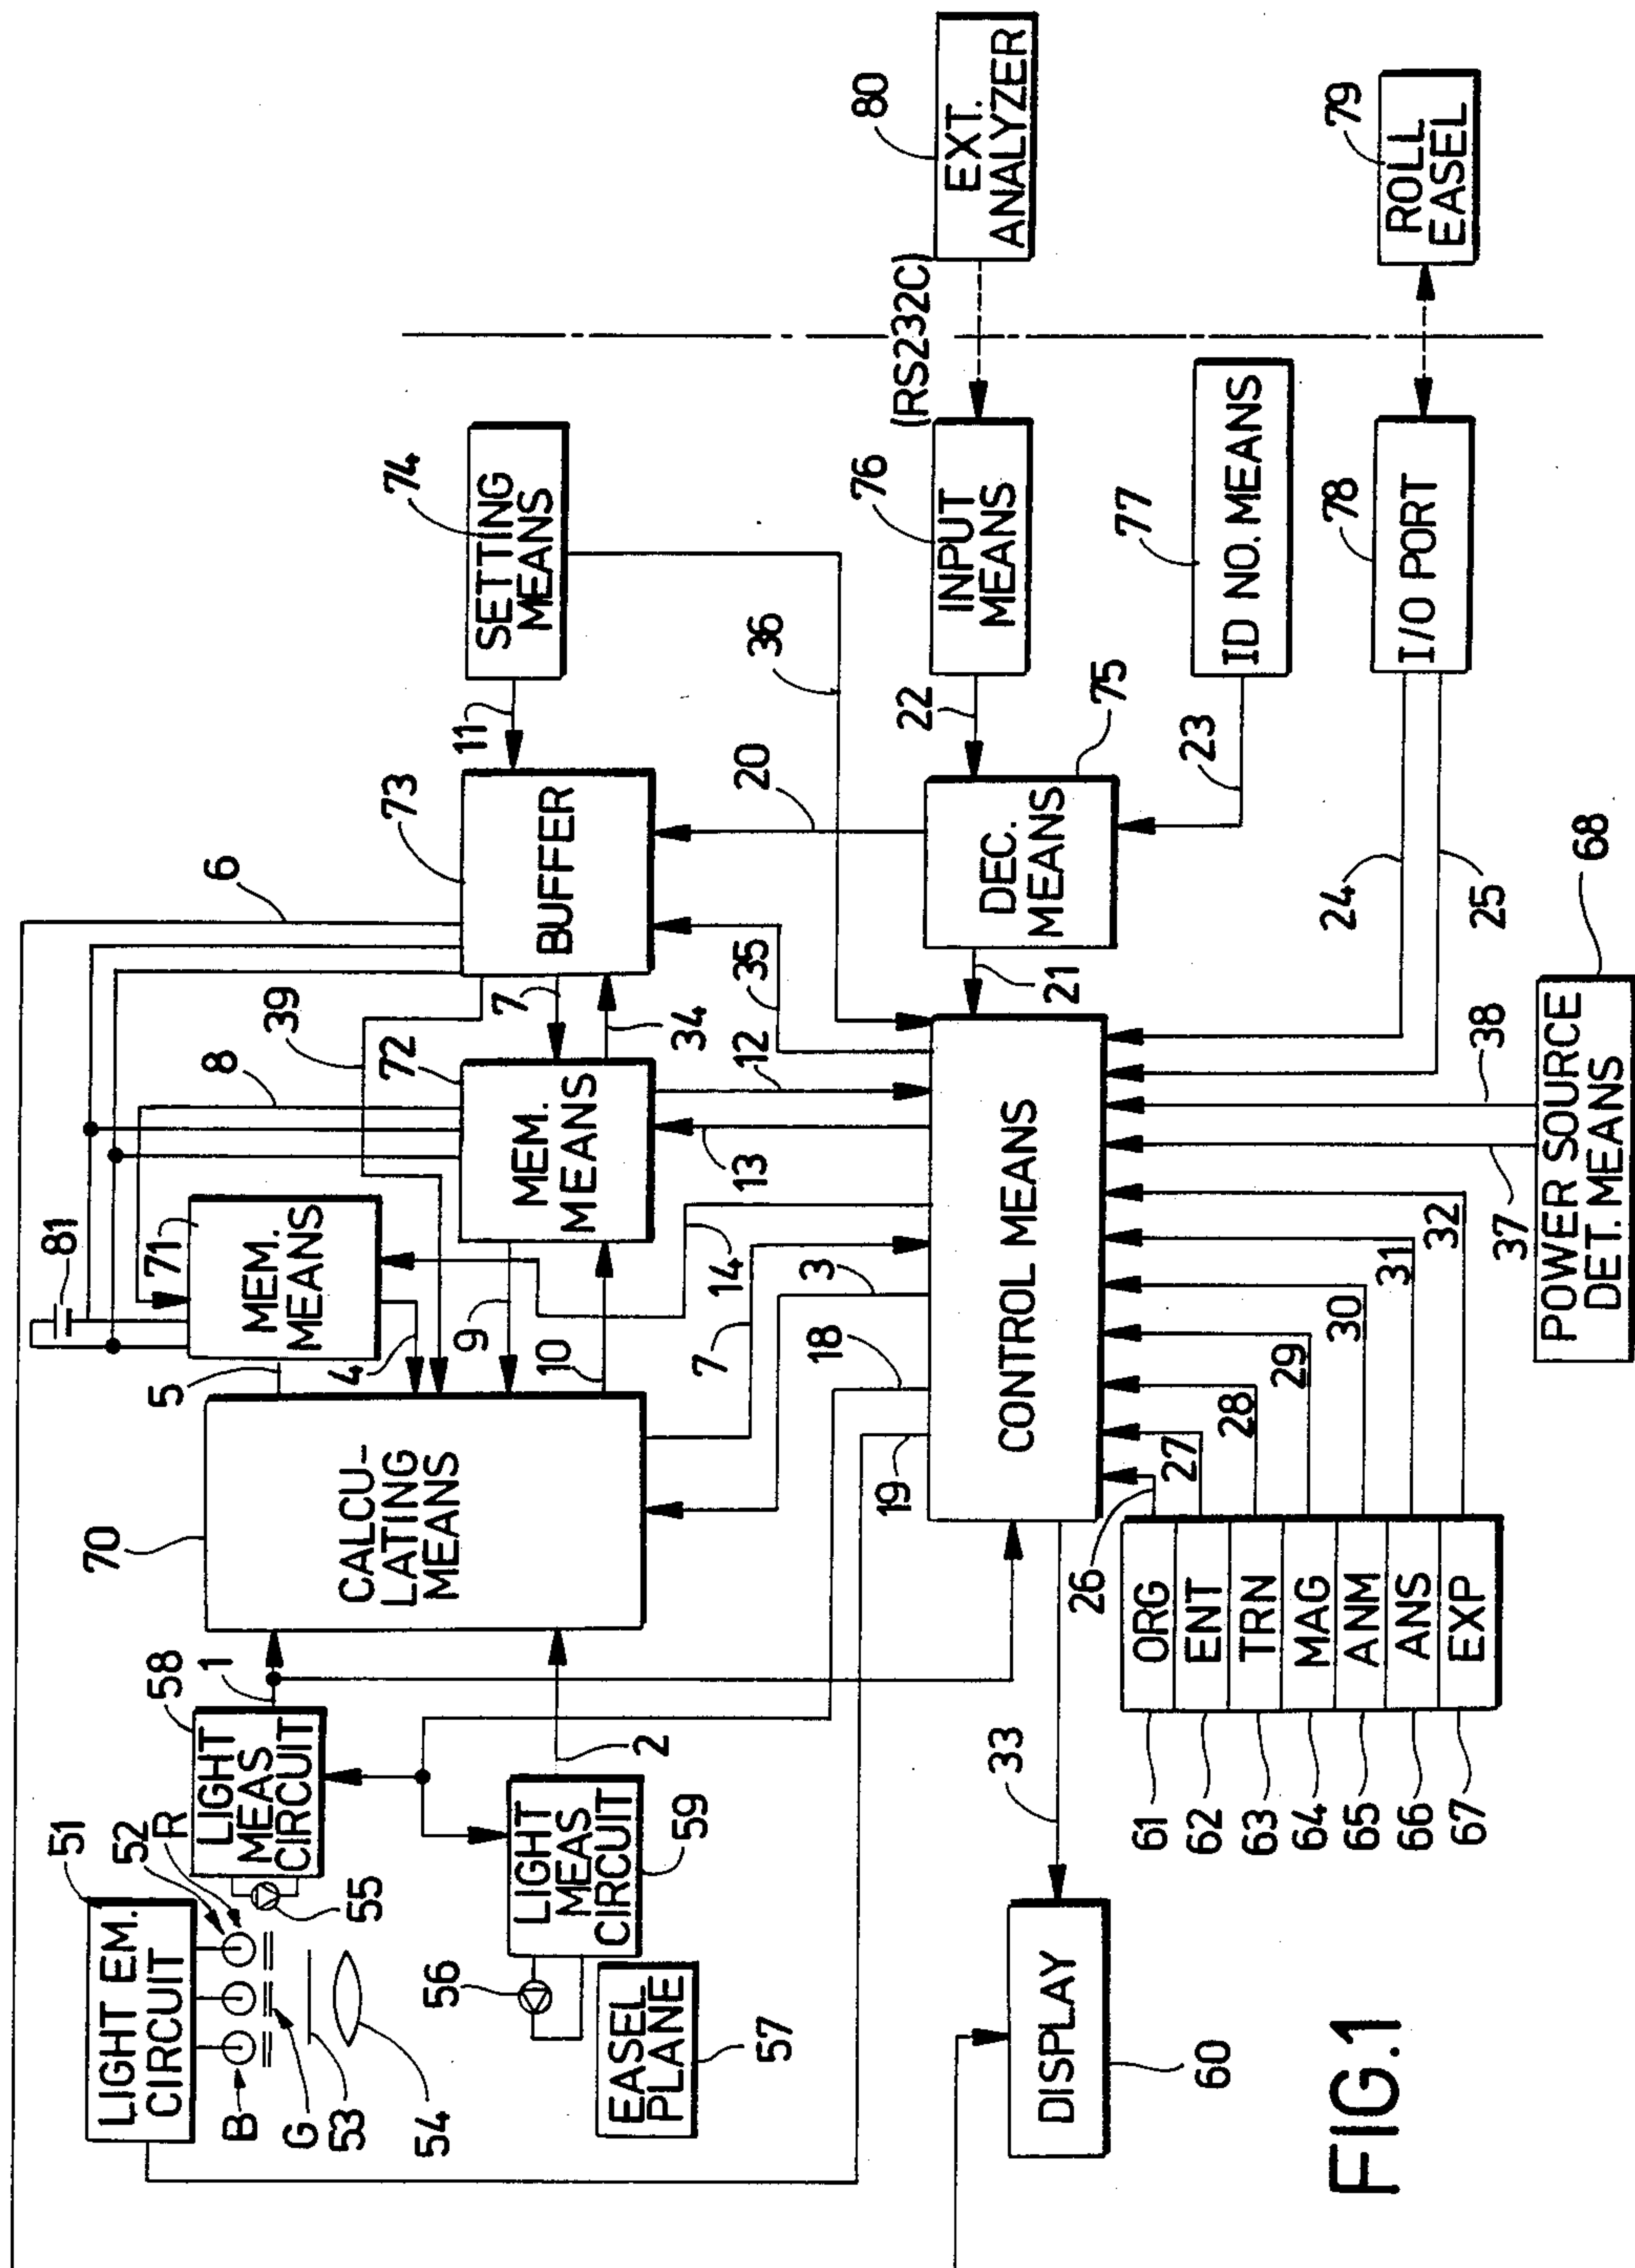 LIGHT EM.
CIRCUIT
51
52
R
B
G
53
54
55
LIGHT
MEAS
CIRCUIT
58
1
56
LIGHT
MEAS
CIRCUIT
59
2
EASEL
PLANE
57
CALCU-
LATING
MEANS
70
5
4
9
10
MEM.
MEANS
71
81
8
39
MEM.
MEANS
72
7
34
12
13
14
BUFFER
73
6
11
SETTING
MEANS
74
36
20
35
7
3
18
19
CONTROL MEANS
21
DEC.
MEANS
75
22
INPUT
MEANS
76
(RS232C)
EXT.
ANALYZER
80
ID NO. MEANS
77
23
I/O PORT
78
24
25
ROLL
EASEL
79
POWER SOURCE
DET. MEANS
68
37
38
DISPLAY
60
33
ORG
ENT
TRN
MAG
ANM
ANS
EXP
61
62
63
64
65
66
67
26
27
28
29
30
31
32
FIG.1